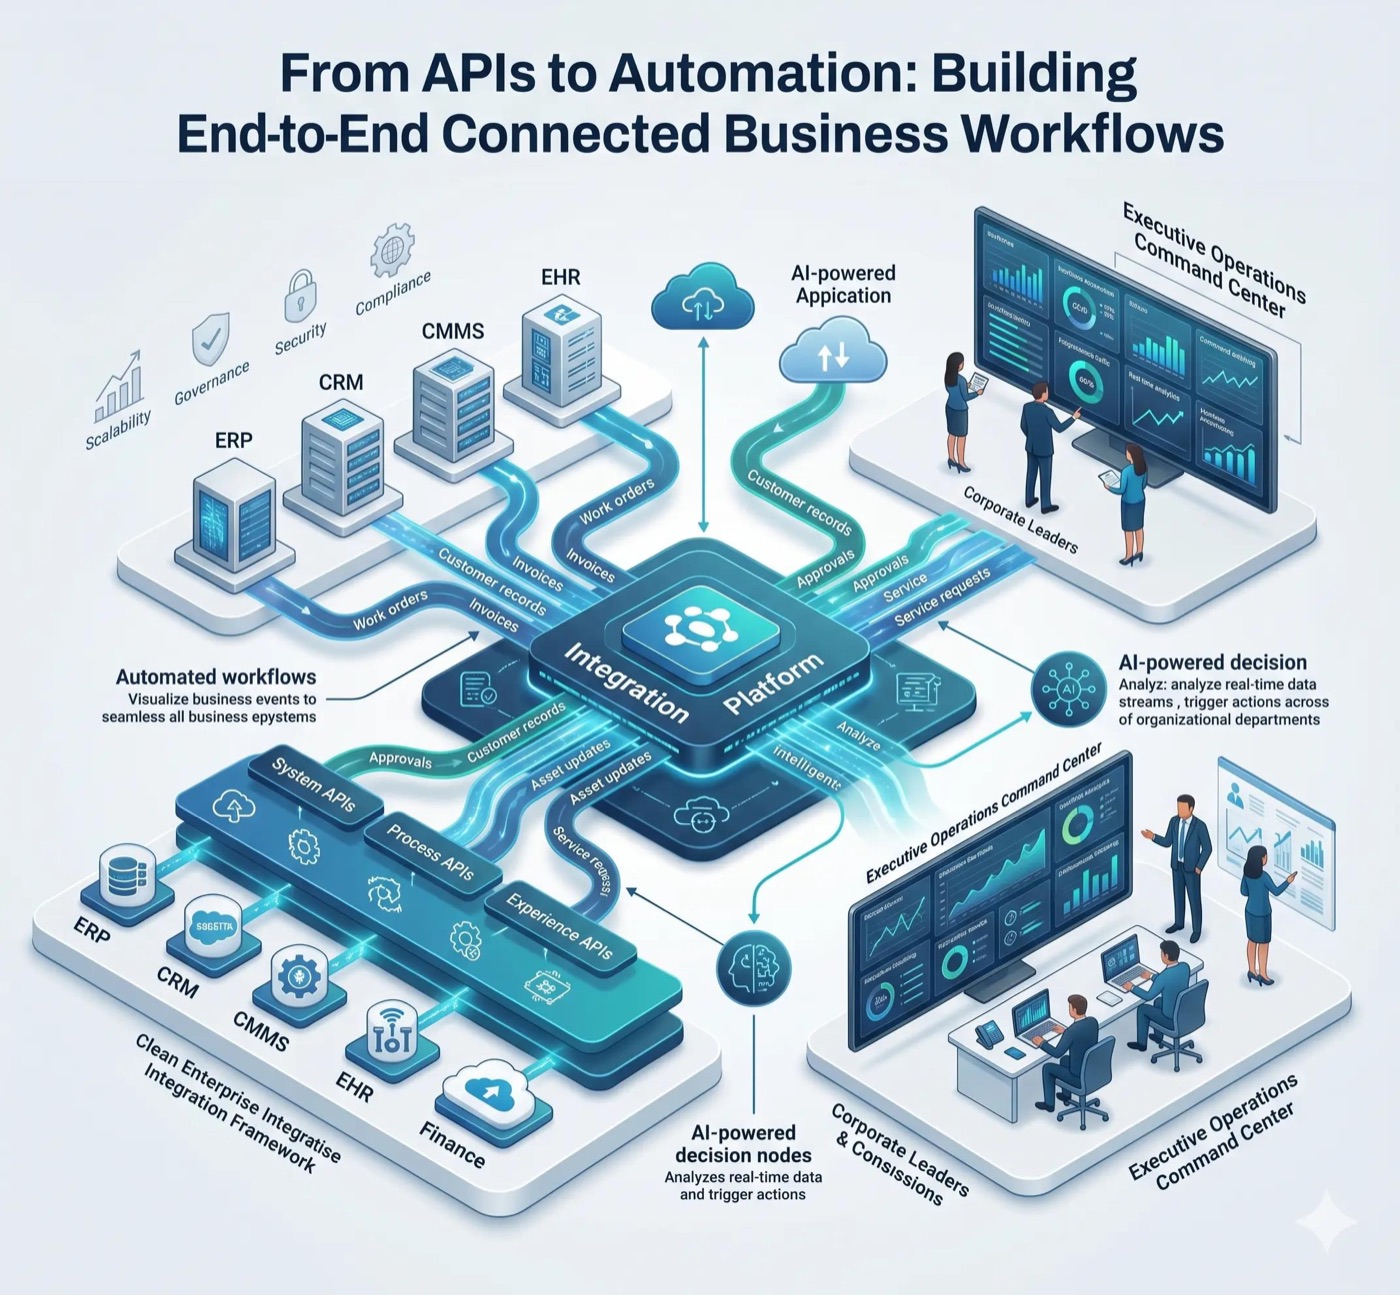 From APIs to Automation: Building
End-to-End Connected Business Workflows
Scalability
Governance
Security
Compliance
ERP
CRM
CMMS
EHR
AI-powered
Appication
Executive Operations
Command Center
Real time analytics
Corporate Leaders
Work orders
Customer records
Invoices
Invoices
Work orders
Invoices
Customer records
Approvals
Approvals
Service
Service requests
Integration
Platform
Automated workflows
Visualize business events to
seamless all business epystems
AI
AI-powered decision
Analyz: analyze real-time data
streams , trigger actions across
of organizational departments
Approvals
Customer records
Asset updates
Asset updates
Analyze
intelligente
System APIs
Process APIs
Experience APIs
ERP
CRM
CMMS
IoT
EHR
Finance
Clean Enterprise Integratise
Integration Framework
AI-powered
decision nodes
Analyzes real-time data
and trigger actions
Executive Operations Command Center
Corporate Leaders
& Consissions
Executive Operations
Command Center